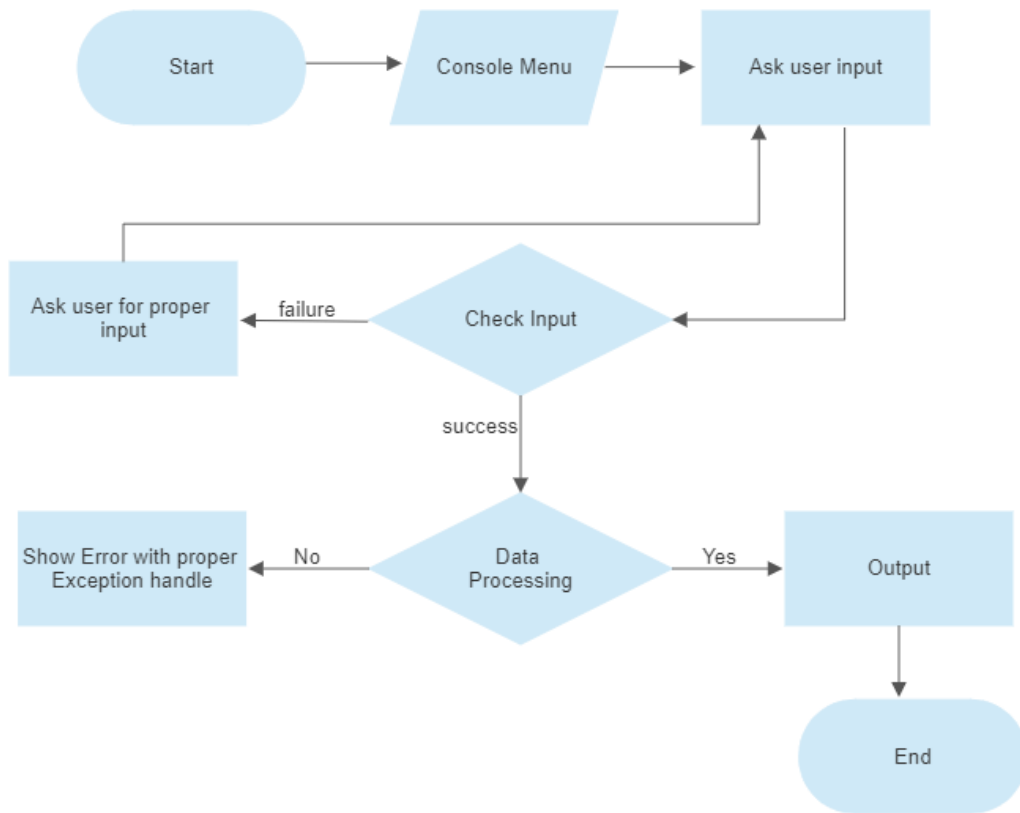 Start
Console Menu
Ask user input
Ask user for proper
input
failure
Check Input
success
Show Error with proper
Exception handle
No
Data
Processing
Yes
Output
End